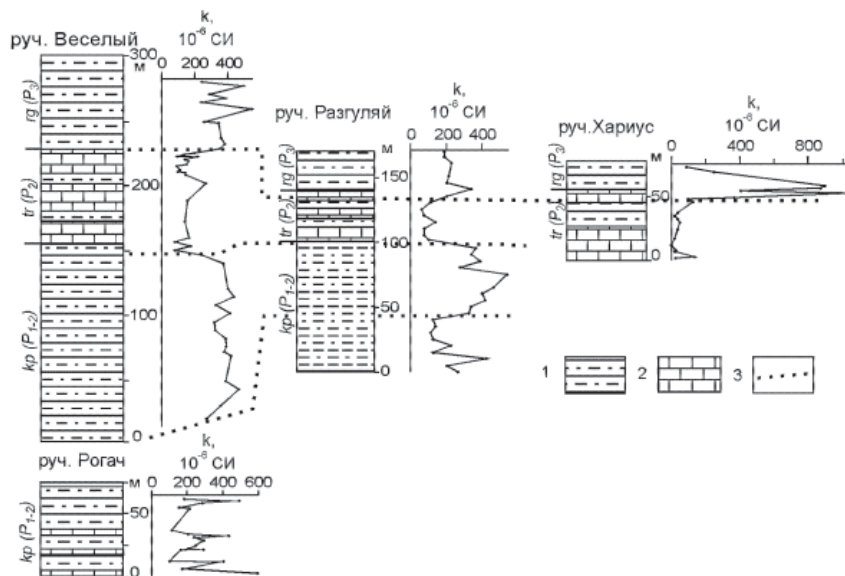 руч. Веселый
300
м
200
100
0
k,
10⁻⁶ СИ
0 200 400
rg (P₃)
tr (P₂)
kp (P₁₋₂)
руч. Разгуляй
k,
10⁻⁶ СИ
0 200 400
м
150
100
50
0
rg (P₃)
tr (P₂)
kp (P₁₋₂)
руч.Хариус
k,
10⁻⁶ СИ
0 400 800
м
50
0
rg (P₃)
tr (P₂)
1 2 3
руч. Рогач
k,
10⁻⁶ СИ
0 200 400 600
м
50
0
kp (P₁₋₂)